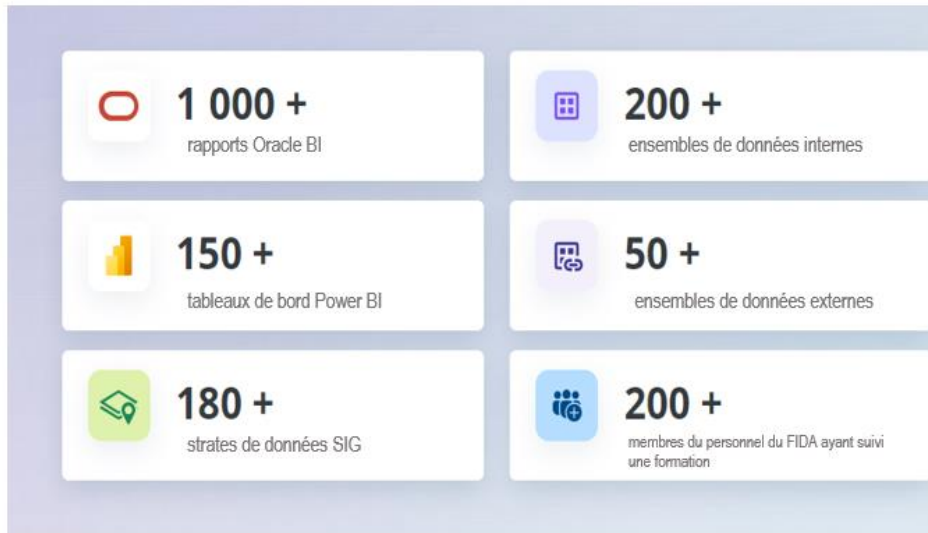 1 000 +
rapports Oracle BI
200 +
ensembles de données internes
150 +
tableaux de bord Power BI
50 +
ensembles de données externes
180 +
strates de données SIG
200 +
membres du personnel du FIDA ayant suivi
une formation